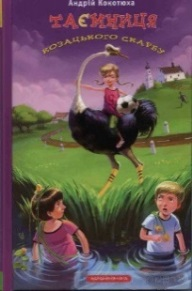 Андрій Кокотюха
ТАЄМНИЦЯ
КОЗАЦЬКОГО СКАРБУ